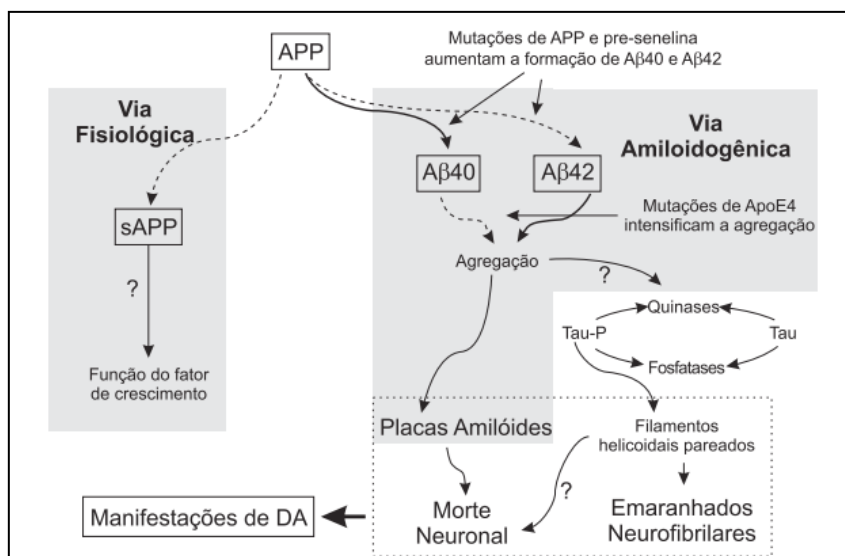 APP
Mutações de APP e pre-senelina
aumentam a formação de Aβ40 e Aβ42
Via
Fisiológica
Via
Amiloidogênica
Aβ40
Aβ42
sAPP
Mutações de ApoE4
intensificam a agregação
?
Agregação
?
Quinases
Tau-P
Tau
Fosfatases
Função do fator
de crescimento
Placas Amilóides
Filamentos
helicoidais pareados
?
Manifestações de DA
Morte
Neuronal
Emaranhados
Neurofibrilares